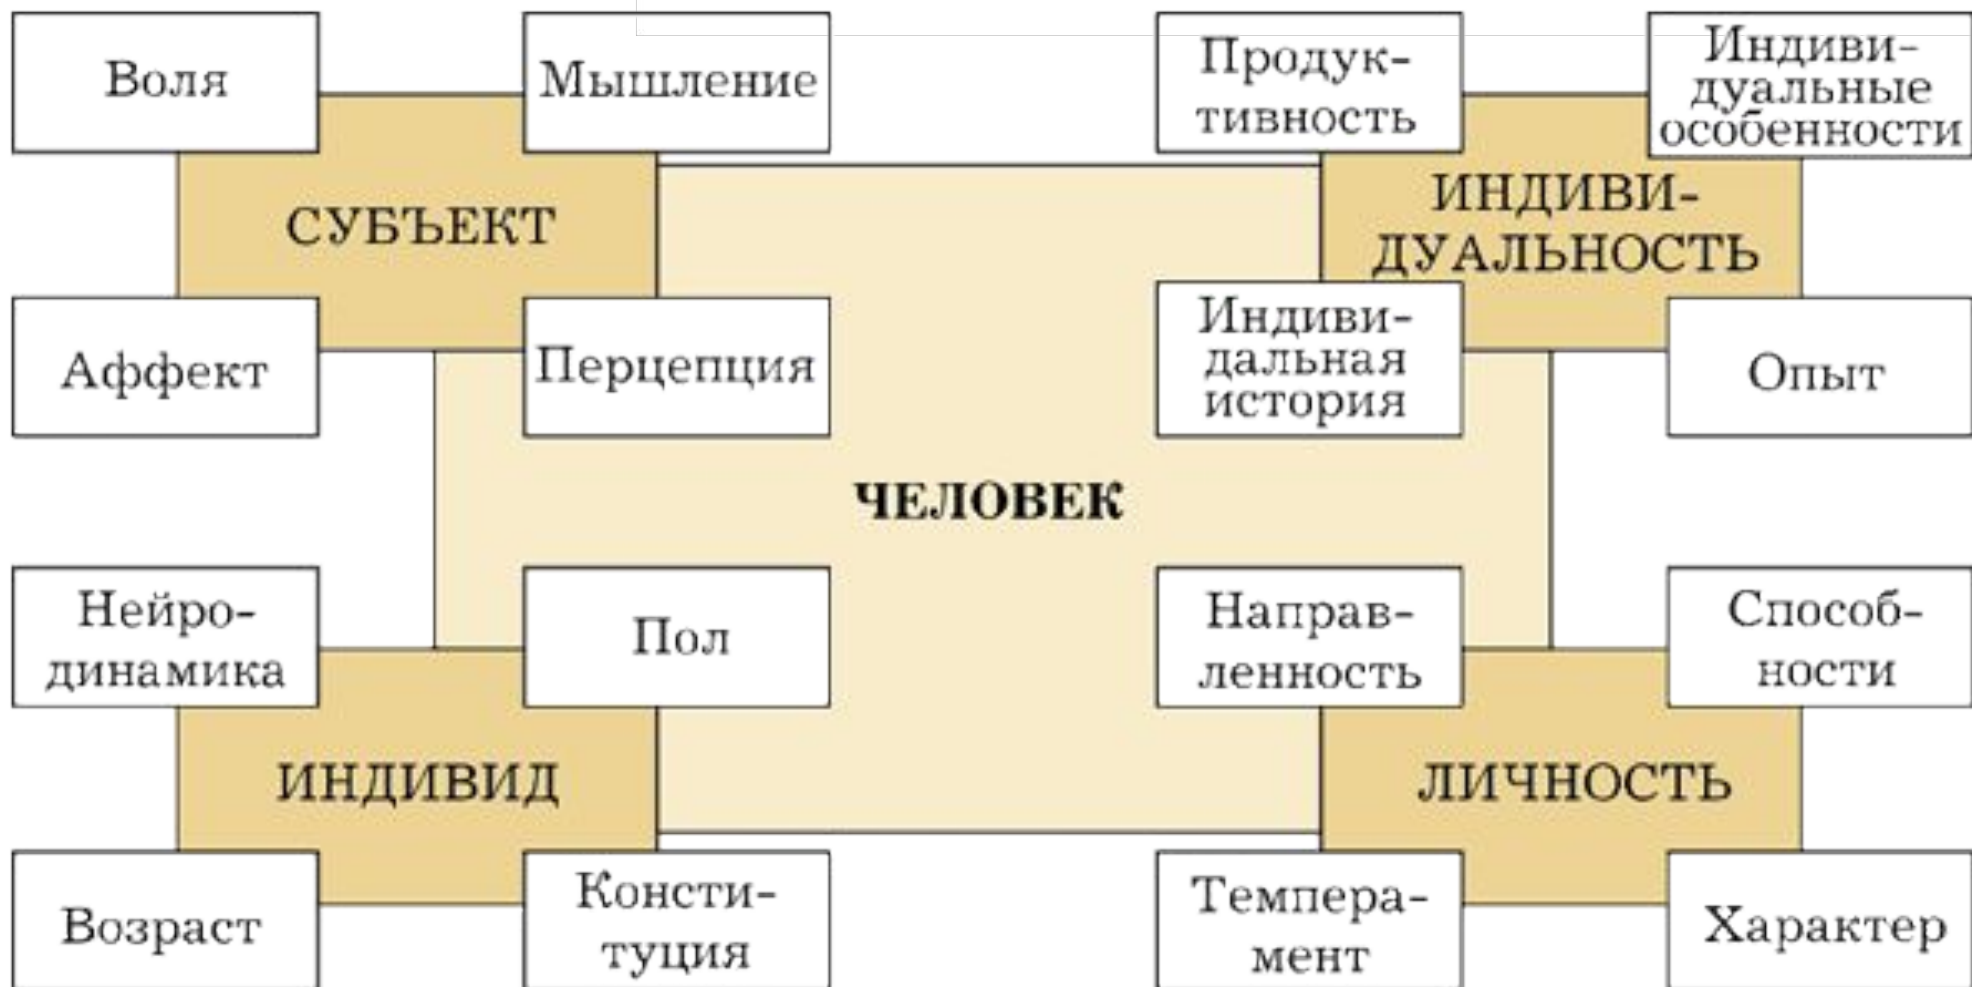 Воля
Мышление
СУБЪЕКТ
Аффект
Перцепция
Продук-
тивность
Индиви-
дуальные
особенности
ИНДИВИ-
ДУАЛЬНОСТЬ
Индиви-
дальная
история
Опыт
ЧЕЛОВЕК
Нейро-
динамика
Пол
ИНДИВИД
Возраст
Консти-
туция
Направ-
ленность
Способ-
ности
ЛИЧНОСТЬ
Темпера-
мент
Характер